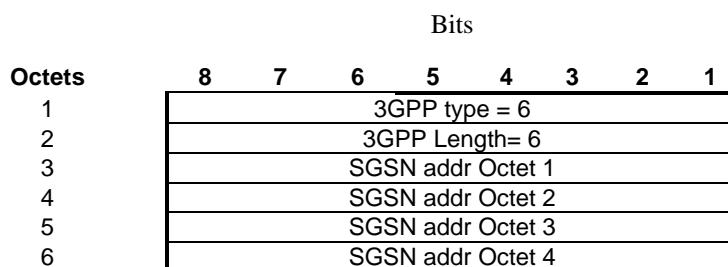 Bits
Octets 8 7 6 5 4 3 2 1
1 3GPP type = 6
2 3GPP Length= 6
3 SGSN addr Octet 1
4 SGSN addr Octet 2
5 SGSN addr Octet 3
6 SGSN addr Octet 4